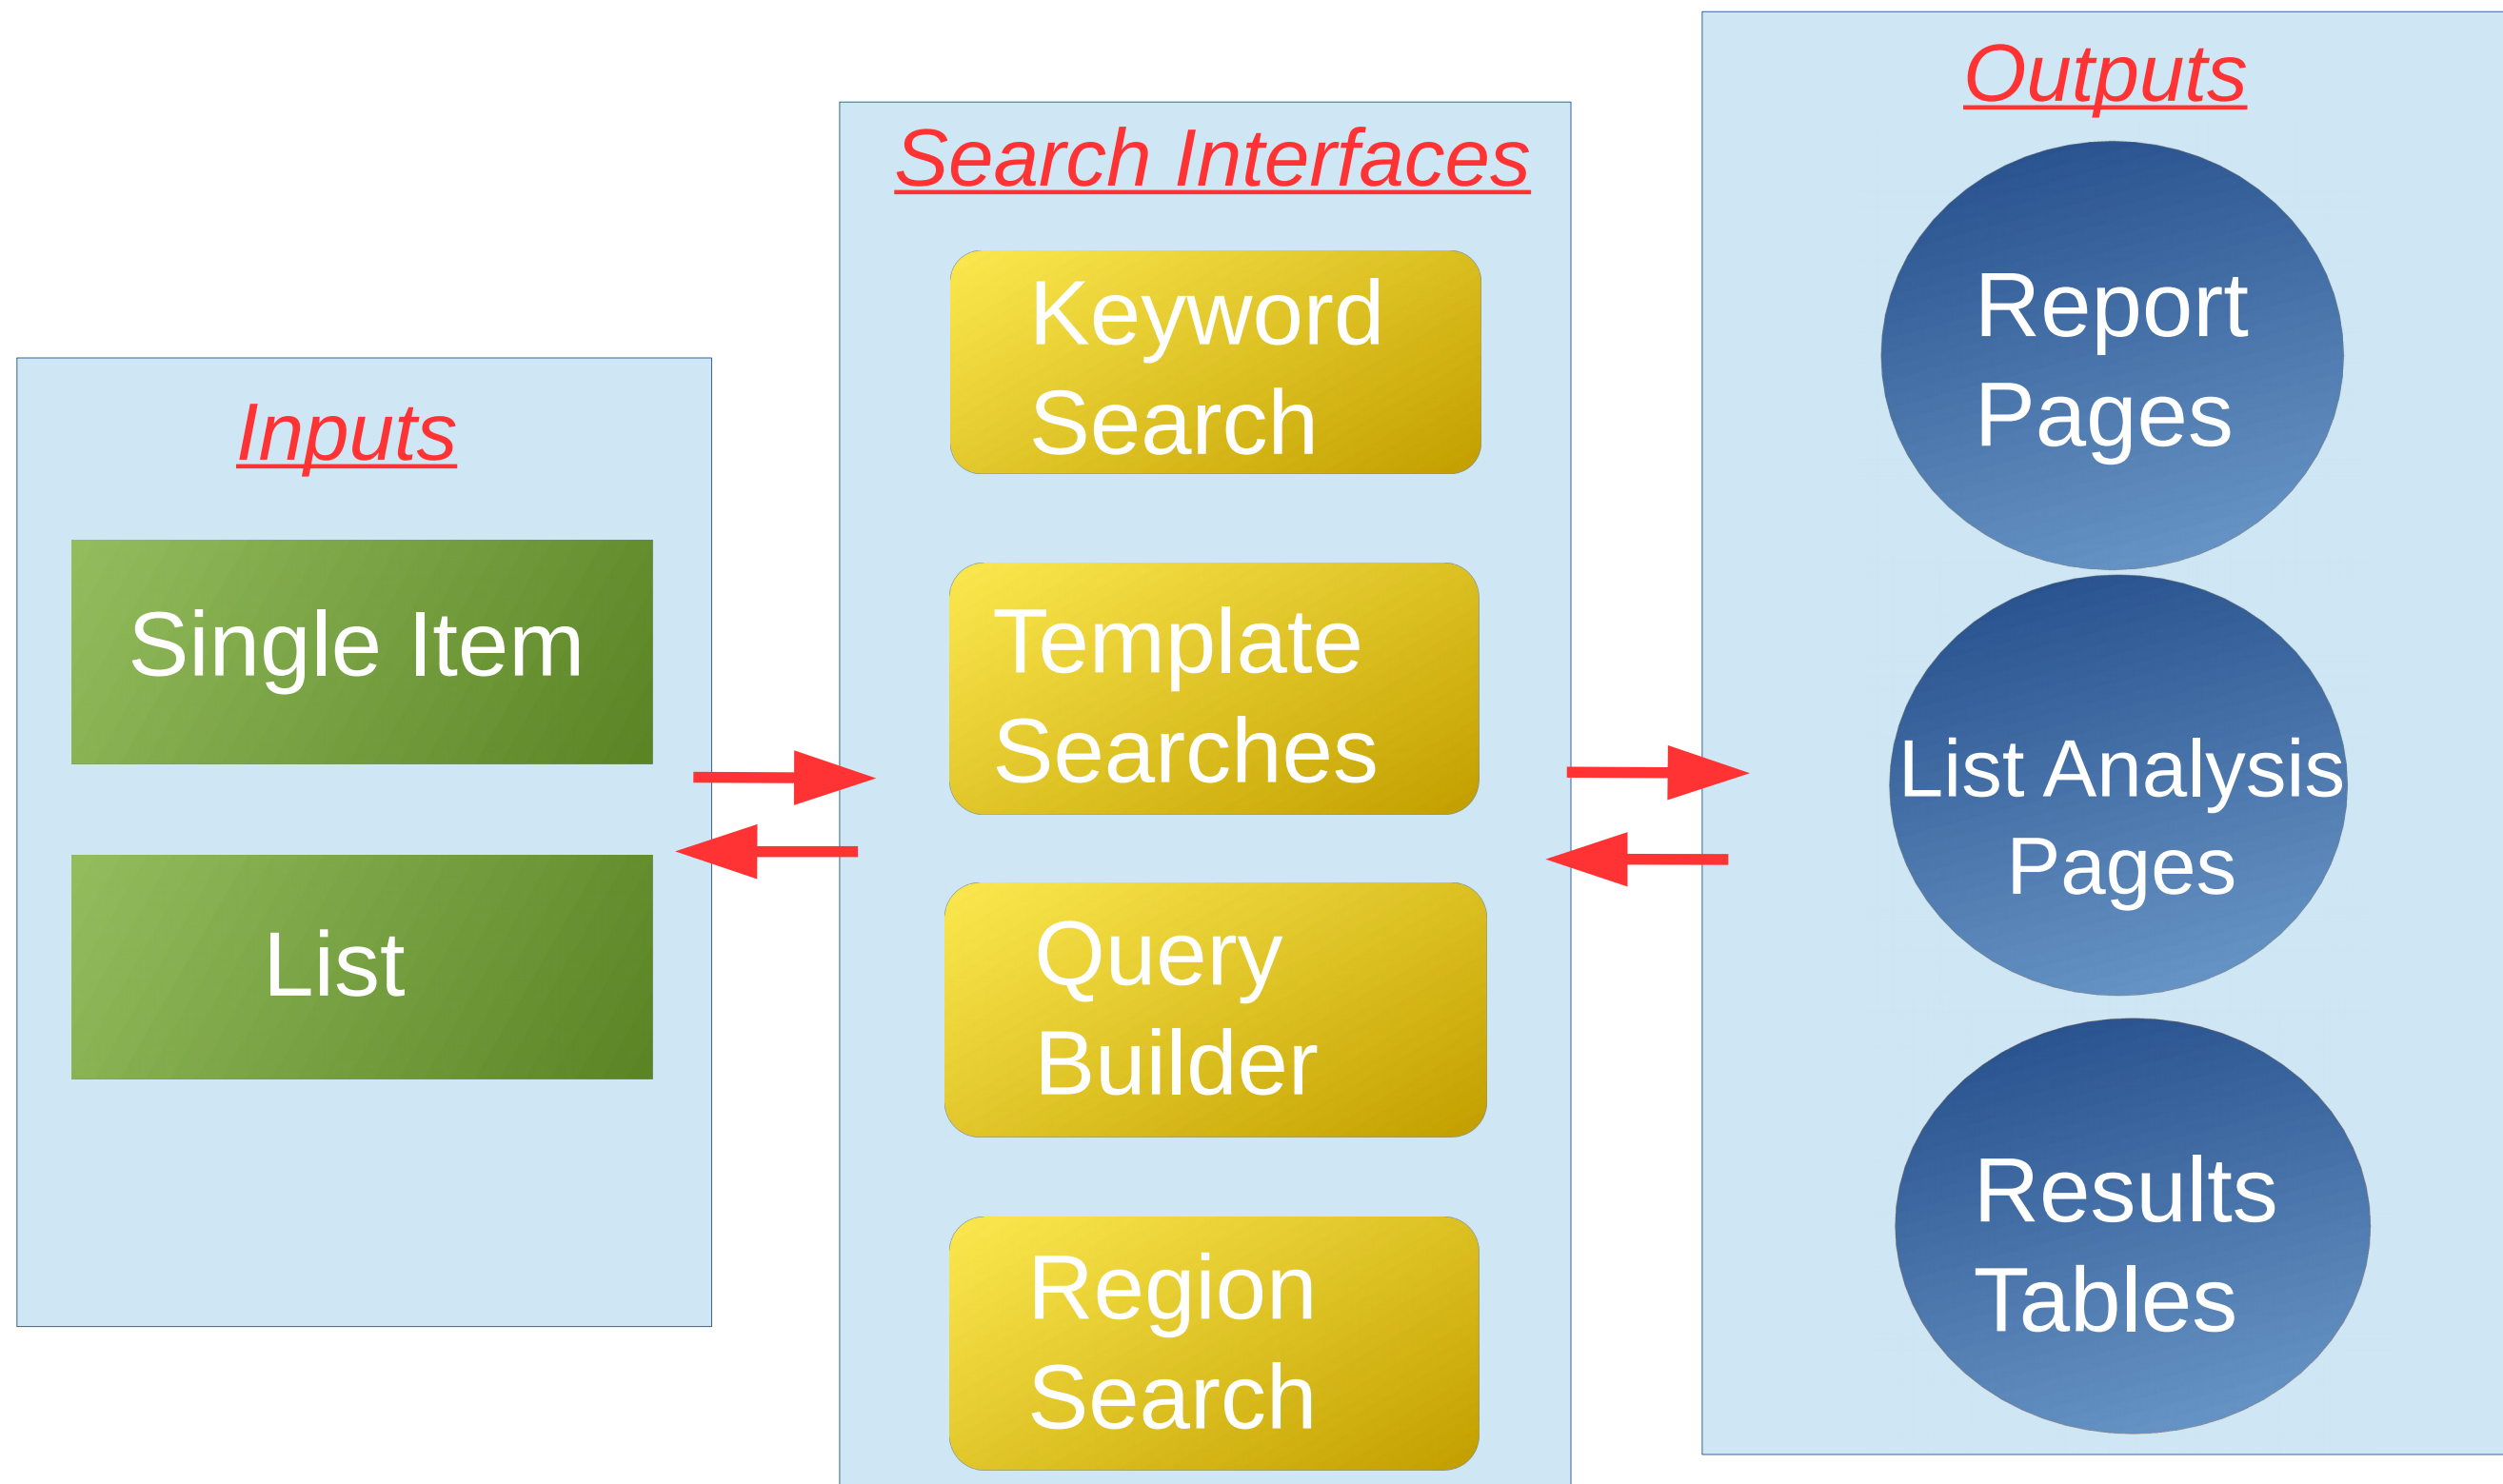 Inputs
Single Item
List
Search Interfaces
Keyword
Search
Template
Searches
Query
Builder
Region
Search
Outputs
Report
Pages
List Analysis
Pages
Results
Tables